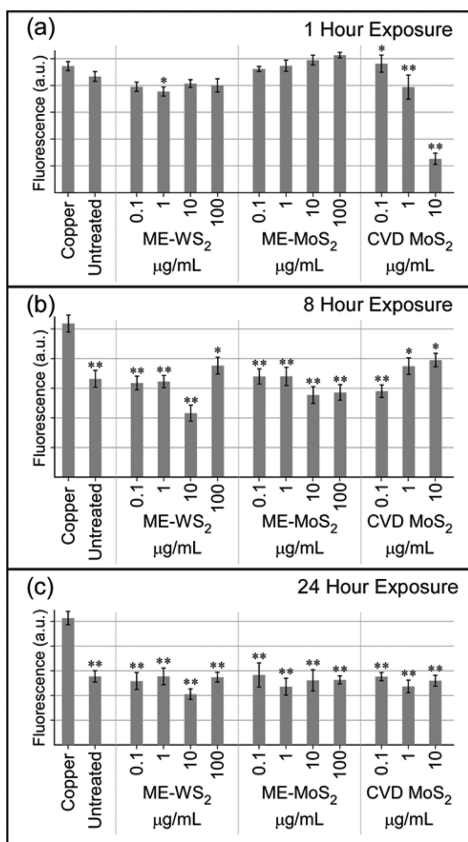 (a) 1 Hour Exposure
Fluorescence (a.u.)
* * ** **
Copper Untreated 0.1 1 10 100 0.1 1 10 100 0.1 1 10
ME-WS₂ ME-MoS₂ CVD MoS₂
µg/mL µg/mL µg/mL
(b) 8 Hour Exposure
Fluorescence (a.u.)
** ** ** ** * ** ** ** ** ** * *
Copper Untreated 0.1 1 10 100 0.1 1 10 100 0.1 1 10
ME-WS₂ ME-MoS₂ CVD MoS₂
µg/mL µg/mL µg/mL
(c) 24 Hour Exposure
Fluorescence (a.u.)
** ** ** ** ** ** ** ** ** ** ** **
Copper Untreated 0.1 1 10 100 0.1 1 10 100 0.1 1 10
ME-WS₂ ME-MoS₂ CVD MoS₂
µg/mL µg/mL µg/mL